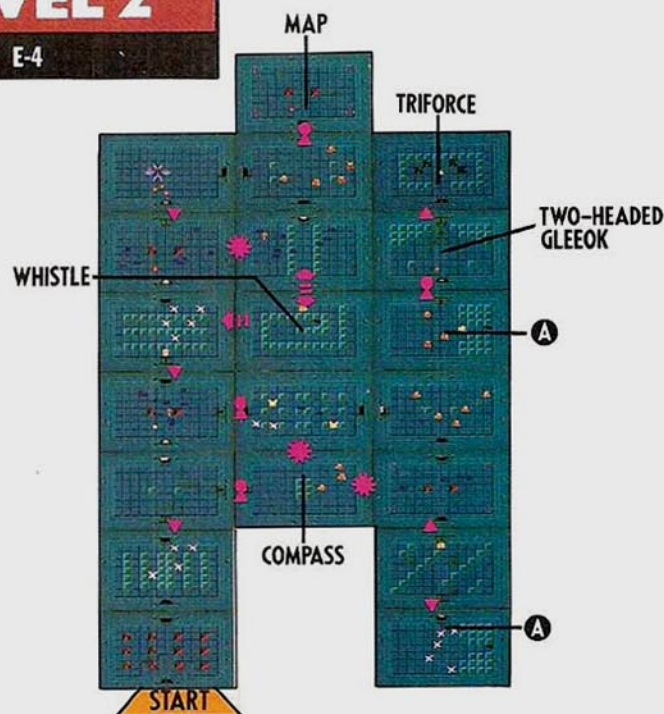 VEL 2
E-4
MAP
TRIFORCE
TWO-HEADED
GLEEOK
WHISTLE
A
COMPASS
A
START